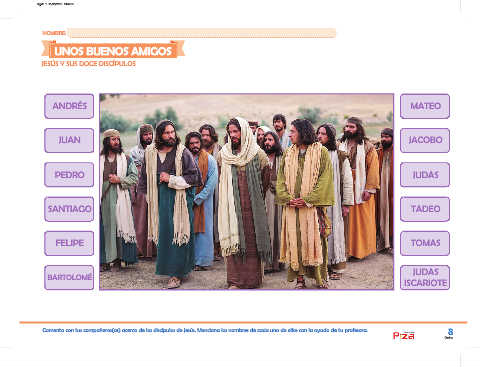 NOMBRE:
UNOS BUENOS AMIGOS
JESÚS Y SUS DOCE DISCÍPULOS
ANDRÉS
JUAN
PEDRO
SANTIAGO
FELIPE
BARTOLOMÉ
MATEO
JACOBO
JUDAS
TADEO
TOMAS
JUDAS
ISCARIOTE
Comenta con tus compañeros(as) acerca de los discípulos de Jesús. Menciona los nombres de cada uno de ellos con la ayuda de tu profesora.
8